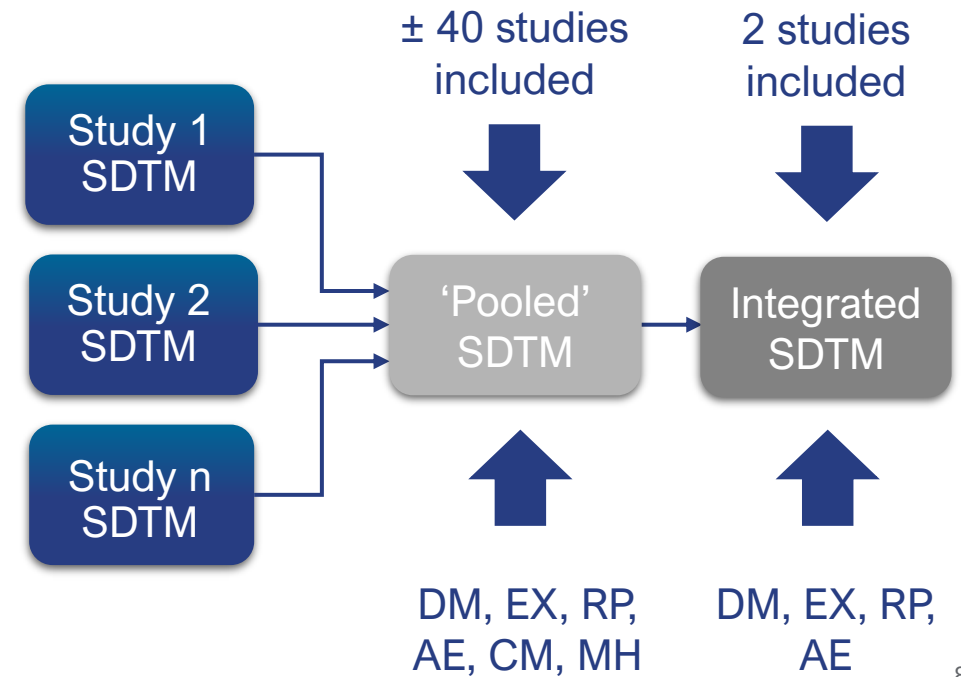 ± 40 studies
included
2 studies
included
Study 1
SDTM
Study 2
SDTM
Study n
SDTM
‘Pooled’
SDTM
Integrated
SDTM
DM, EX, RP,
AE, CM, MH
DM, EX, RP,
AE